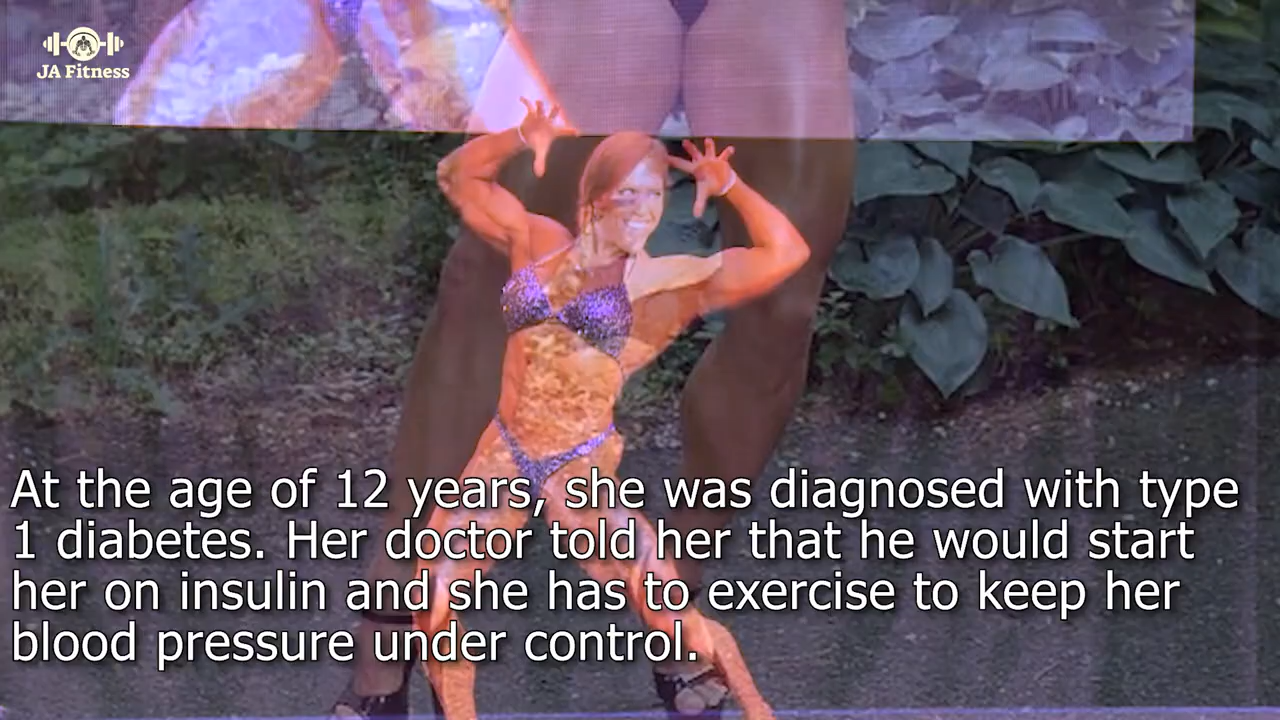 JA Fitness
At the age of 12 years, she was diagnosed with type
1 diabetes. Her doctor told her that he would start
her on insulin and she has to exercise to keep her
blood pressure under control.